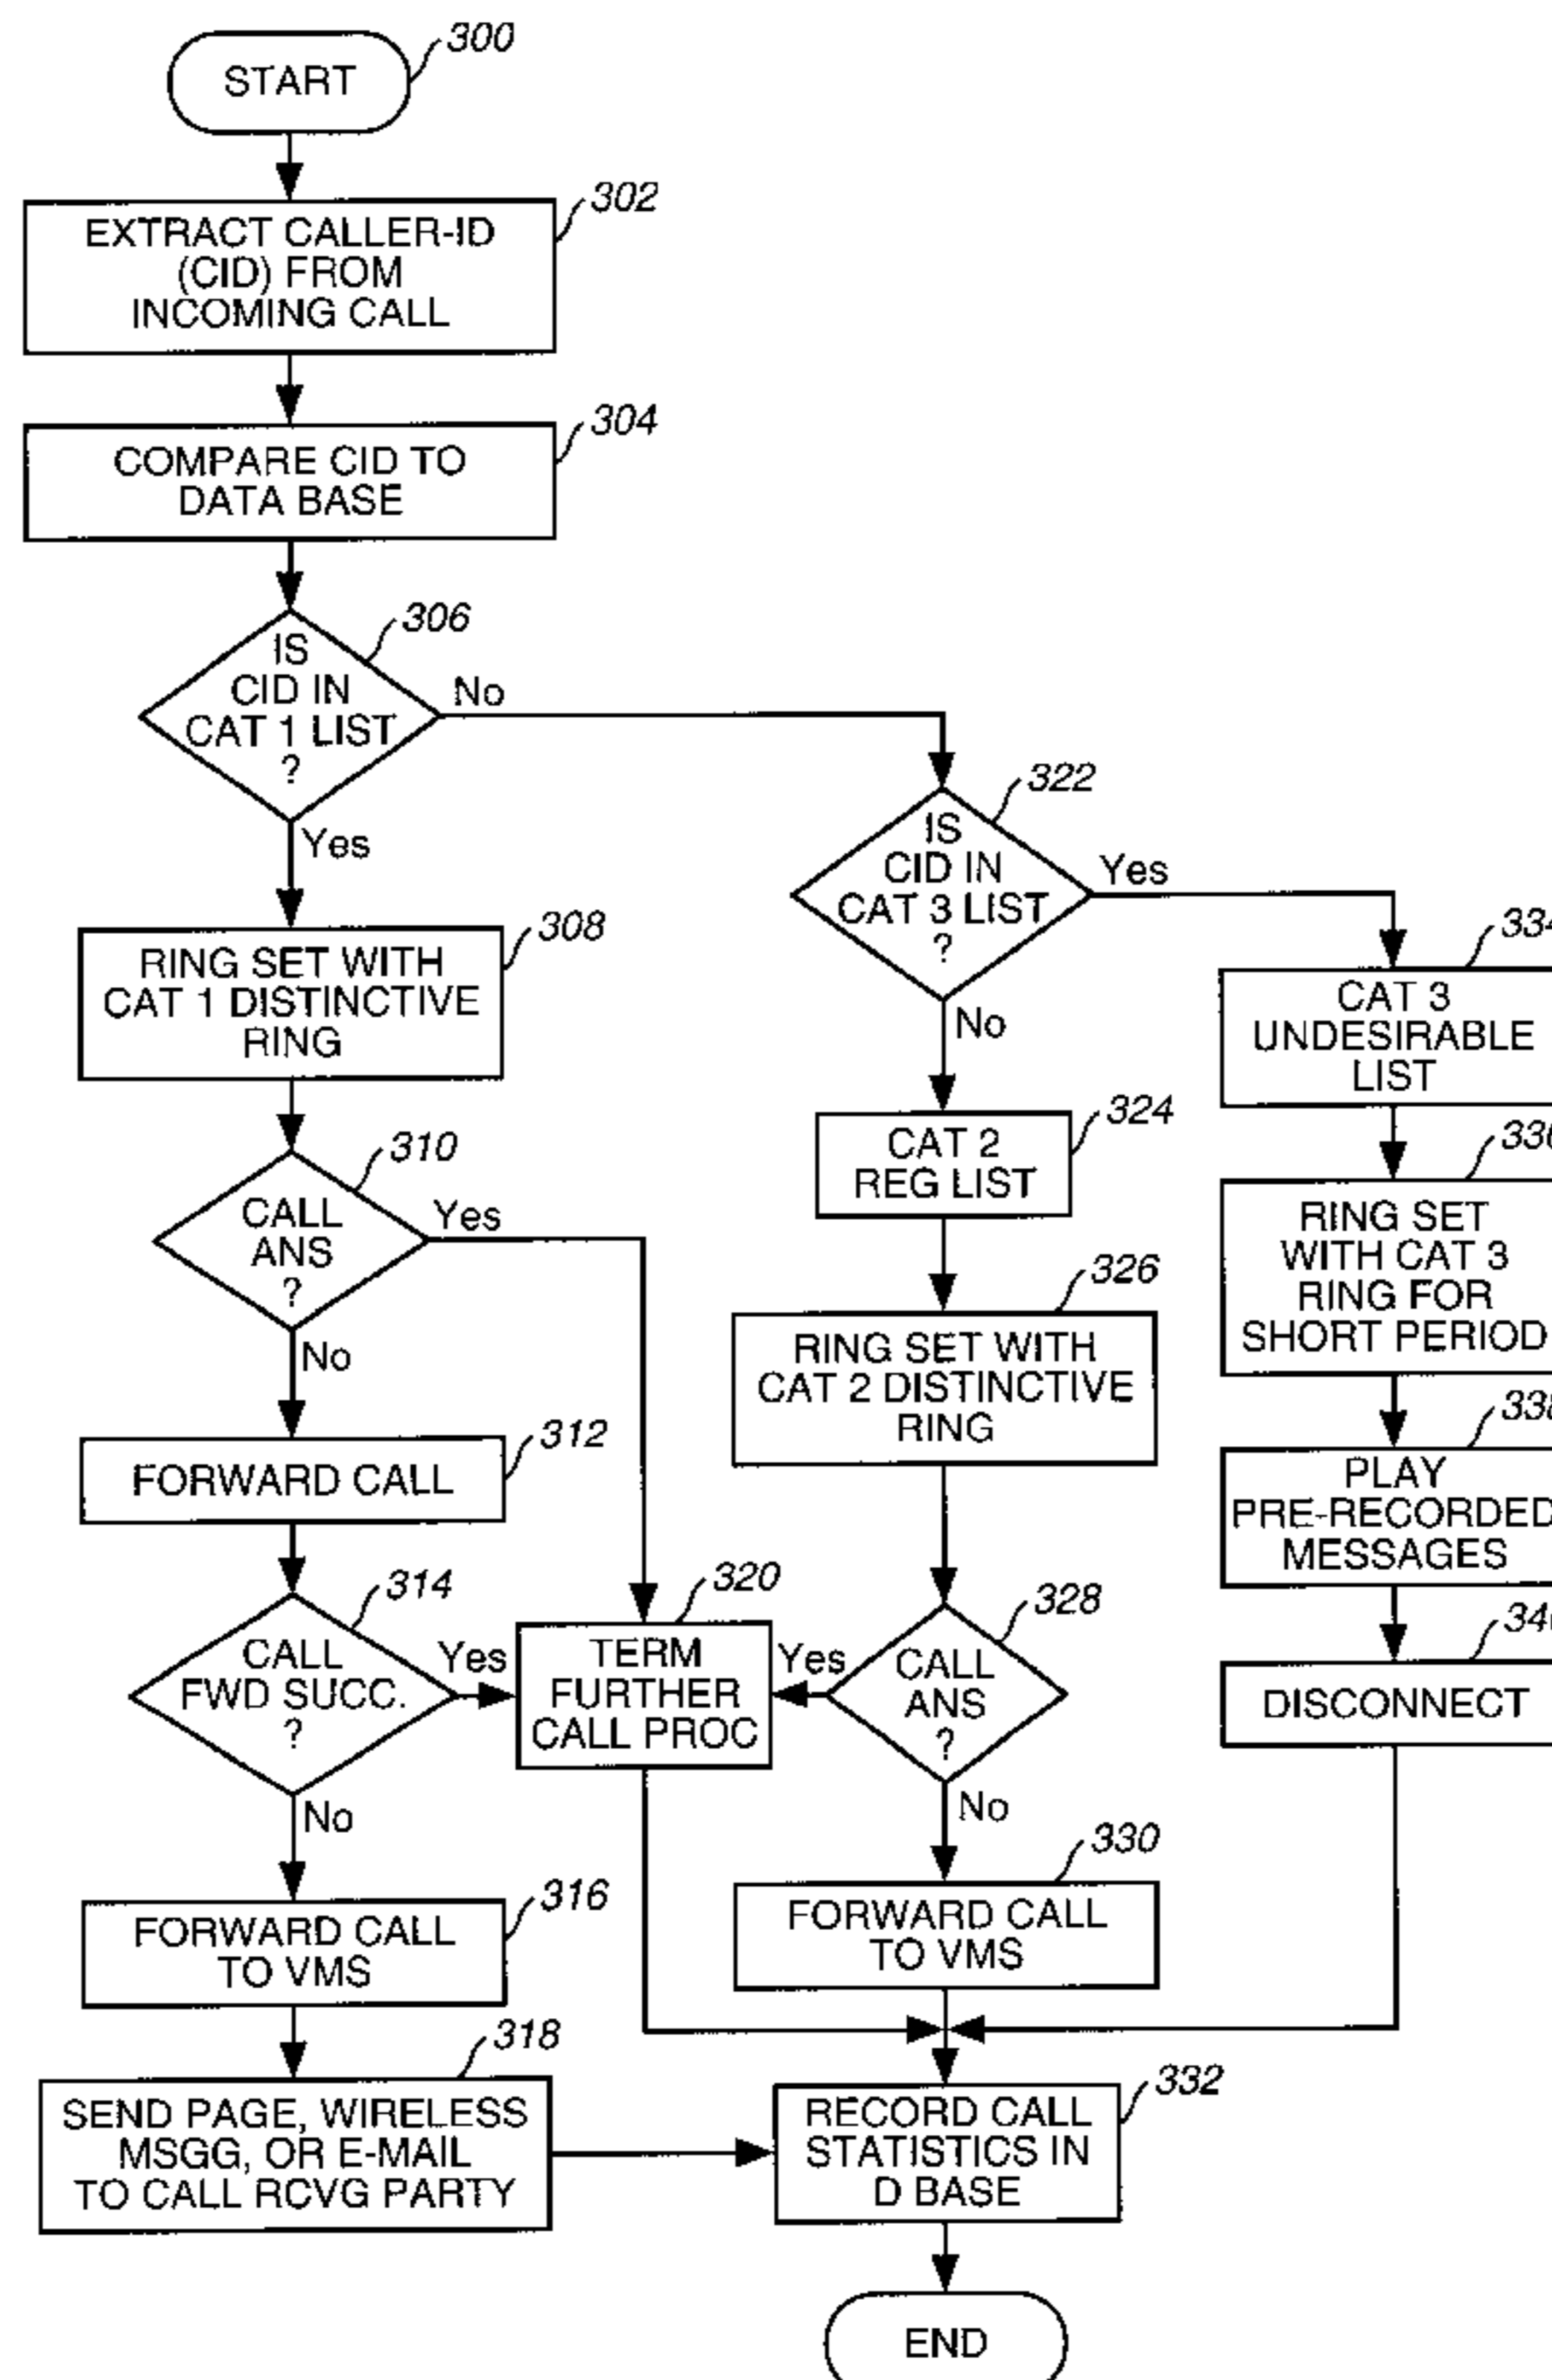 300
START
302
EXTRACT CALLER-ID
(CID) FROM
INCOMING CALL
304
COMPARE CID TO
DATA BASE
306
IS
CID IN
CAT 1 LIST
?
No
Yes
322
IS
CID IN
CAT 3 LIST
?
Yes
No
308
RING SET WITH
CAT 1 DISTINCTIVE
RING
334
CAT 3
UNDESIRABLE
LIST
310
CALL
ANS
?
Yes
No
324
CAT 2
REG LIST
336
RING SET
WITH CAT 3
RING FOR
SHORT PERIOD
326
RING SET WITH
CAT 2 DISTINCTIVE
RING
312
FORWARD CALL
338
PLAY
PRE-RECORDED
MESSAGES
314
CALL
FWD SUCC.
?
Yes
No
320
TERM
FURTHER
CALL PROC
328
CALL
ANS
?
Yes
No
340
DISCONNECT
316
FORWARD CALL
TO VMS
330
FORWARD CALL
TO VMS
318
SEND PAGE, WIRELESS
MSGG, OR E-MAIL
TO CALL RCVG PARTY
332
RECORD CALL
STATISTICS IN
D BASE
END